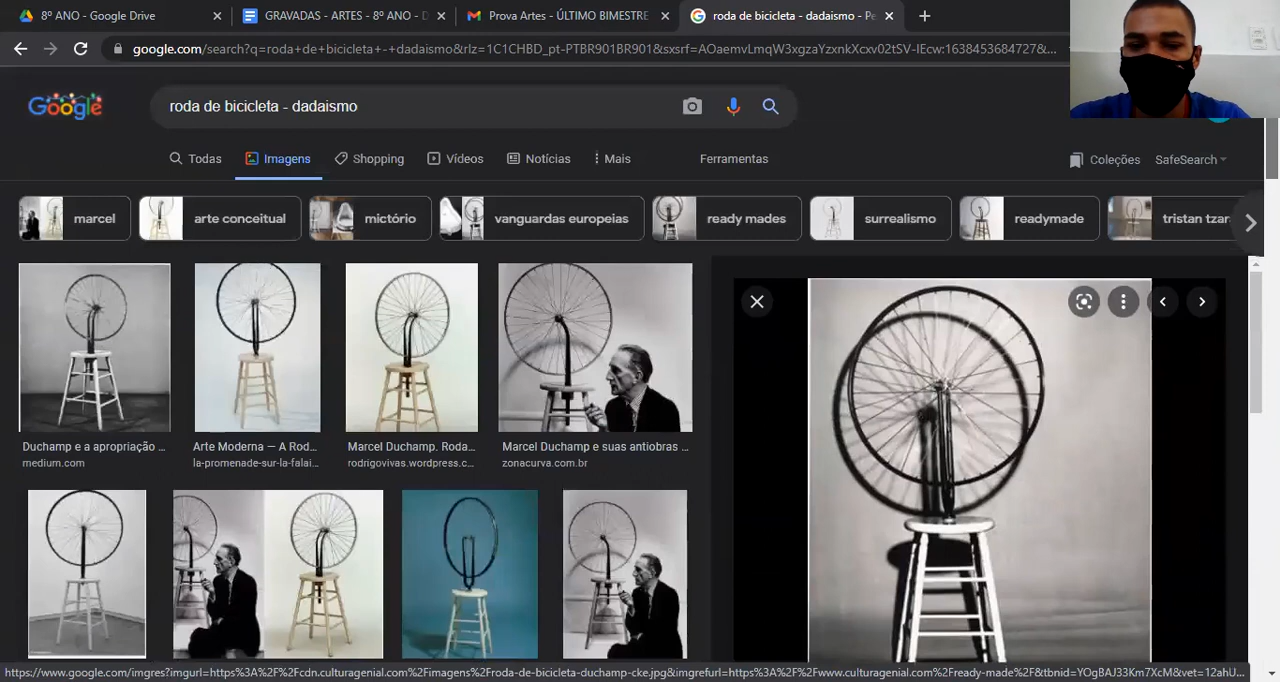 8º ANO - Google Drive
GRAVADAS - ARTES - 8º ANO - D
Prova Artes - ÚLTIMO BIMESTRE
roda de bicicleta - dadaismo - Pe
google.com/search?q=roda+de+bicicleta+-+dadaismo&rlz=1C1CHBD_pt-PTBR901BR901&sxsrf=AOaemvLmqW3xgzaYzxnkXcxv02tSV-IEcw:1638453684727&...
Google
roda de bicicleta - dadaismo
Todas
Imagens
Shopping
Vídeos
Notícias
Mais
Ferramentas
Coleções
SafeSearch
marcel
arte conceitual
mictório
vanguardas europeias
ready mades
surrealismo
readymade
tristan tzar
Duchamp e a apropriação ...
medium.com
Arte Moderna — A Rod...
la-promenade-sur-la-falai...
Marcel Duchamp. Roda...
rodrigovivas.wordpress.c...
Marcel Duchamp e suas antiobras ...
zonacurva.com.br
https://www.google.com/imgres?imgurl=https%3A%2F%2Fcdn.culturagenial.com%2Fimagens%2Froda-de-bicicleta-duchamp-cke.jpg&imgrefurl=https%3A%2F%2Fwww.culturagenial.com%2Fready-made%2F&tbnid=YOgBAJ33Km7XcM&vet=12ahU...